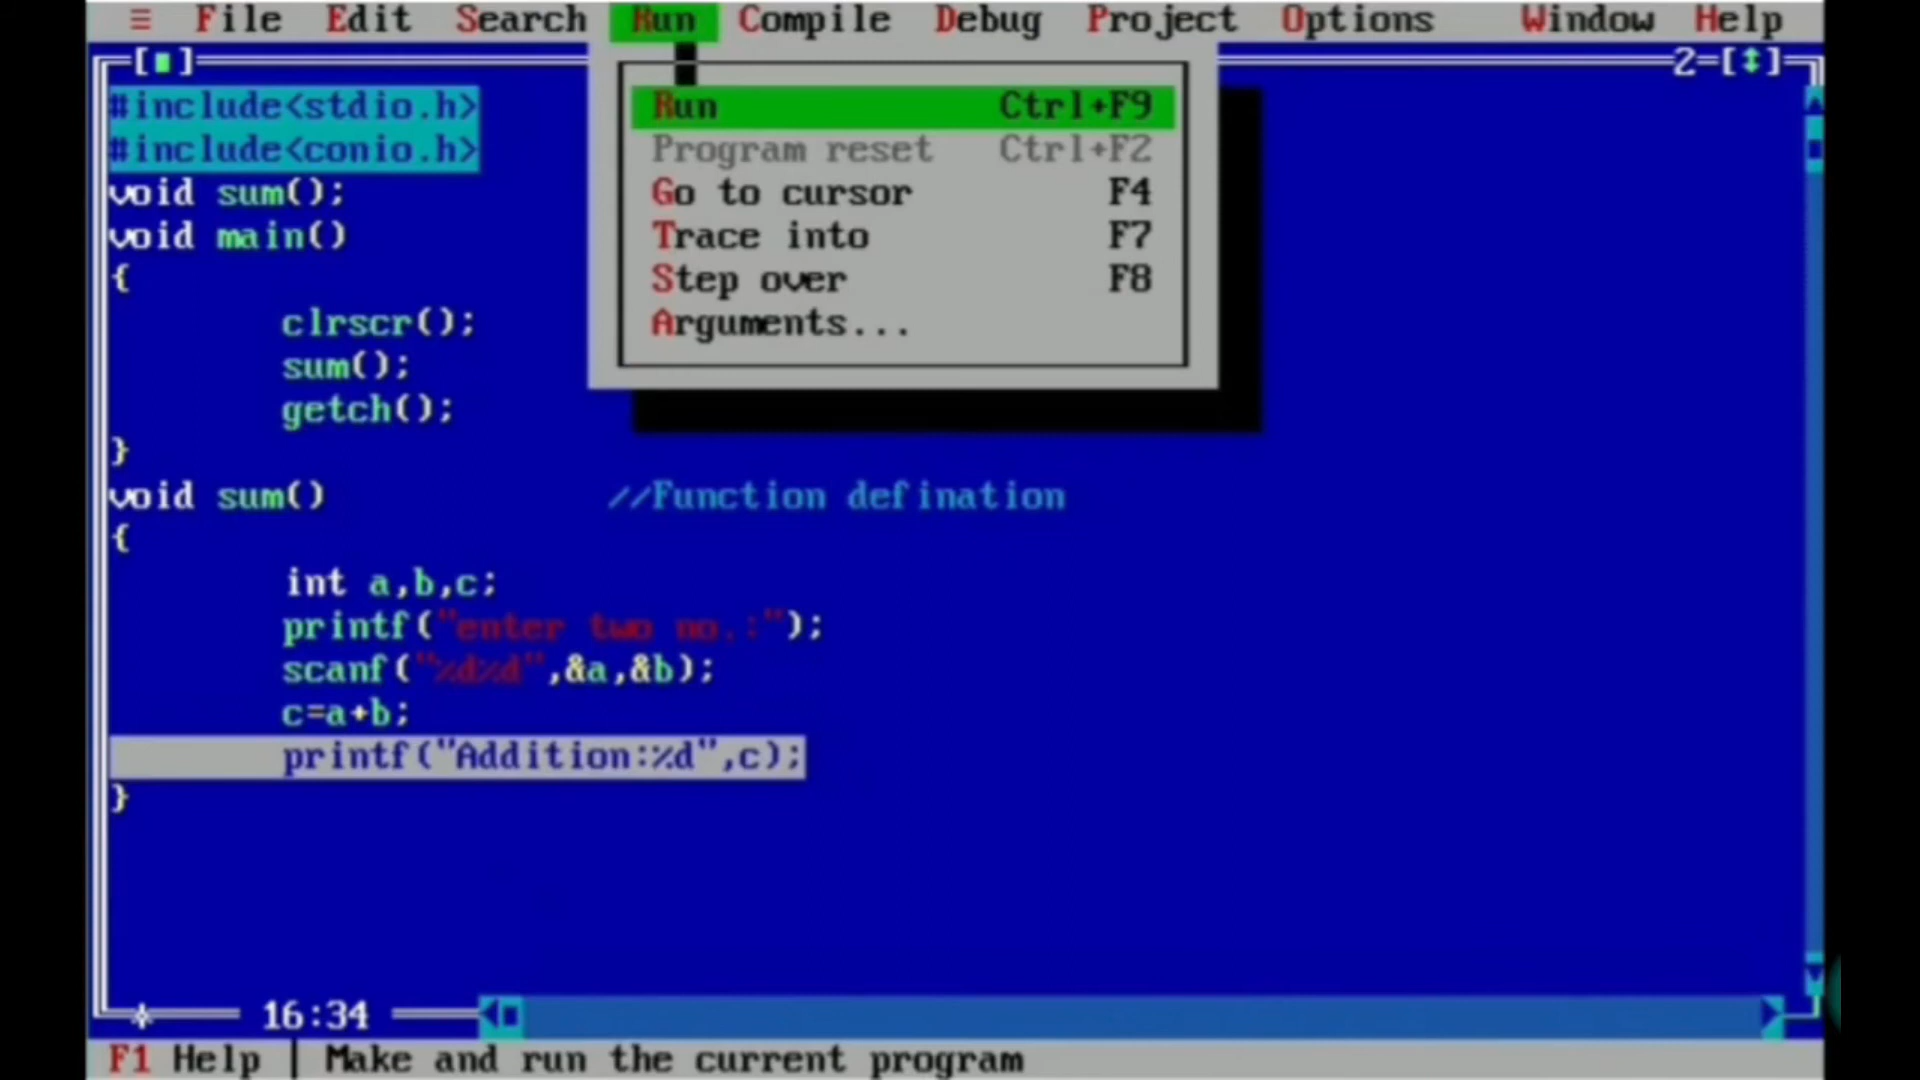 ≡ File Edit Search Run Compile Debug Project Options Window Help
2
Run Ctrl+F9
Program reset Ctrl+F2
Go to cursor F4
Trace into F7
Step over F8
Arguments...
#include<stdio.h>
#include<conio.h>
void sum();
void main()
{
clrscr();
sum();
getch();
}
void sum() //Function defination
{
int a,b,c;
printf("enter two no.:");
scanf("%d%d",&a,&b);
c=a+b;
printf("Addition:%d",c);
}
16:34
F1 Help | Make and run the current program